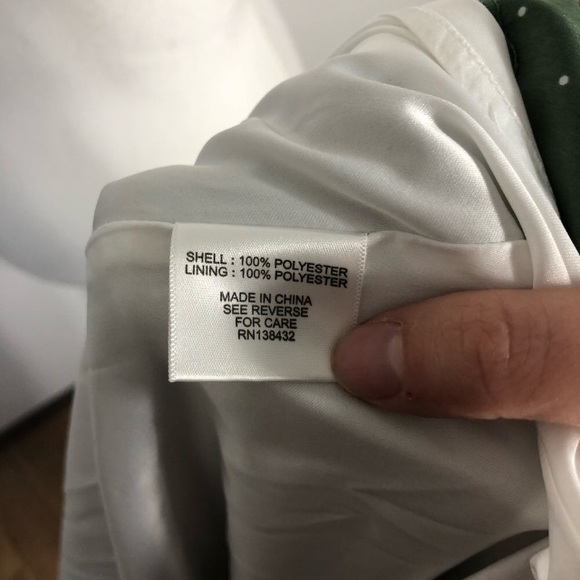 SHELL : 100% POLYESTER
LINING : 100% POLYESTER
MADE IN CHINA
SEE REVERSE
FOR CARE
RN138432